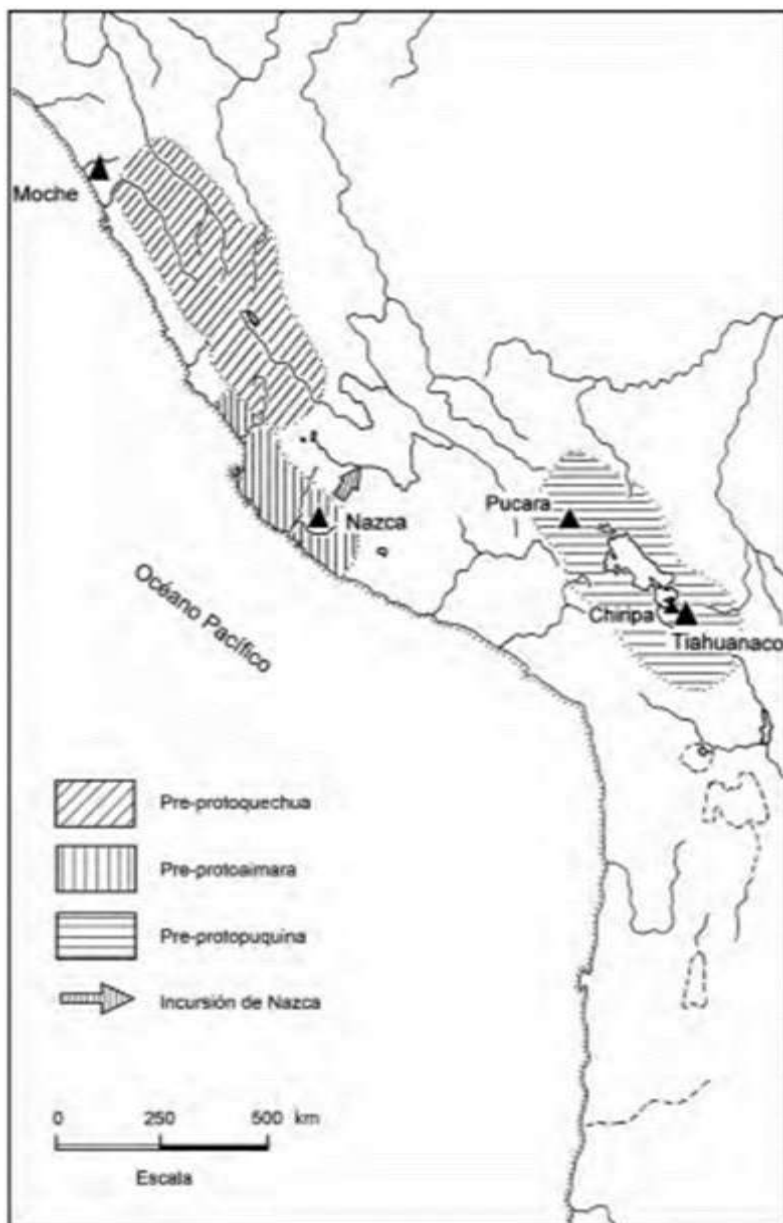 Moche
Pucara
Nazca
Chiripa
Tiahuanaco
Océano Pacífico
Pre-protoquechua
Pre-protoaimara
Pre-protopuquina
Incursión de Nazca
0 250 500 km
Escala